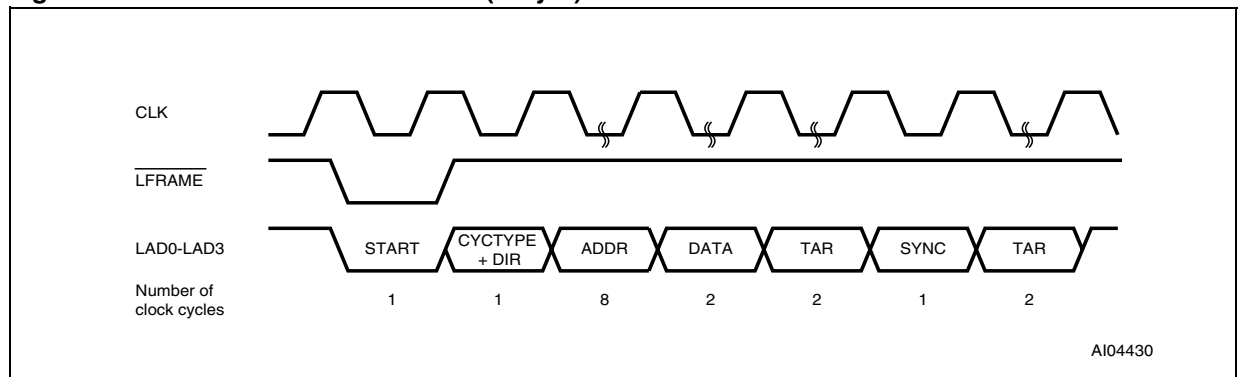 CLK
LFRAME
LAD0-LAD3
START
CYCTYPE
+ DIR
ADDR
DATA
TAR
SYNC
TAR
Number of
clock cycles
1
1
8
2
2
1
2
AI04430